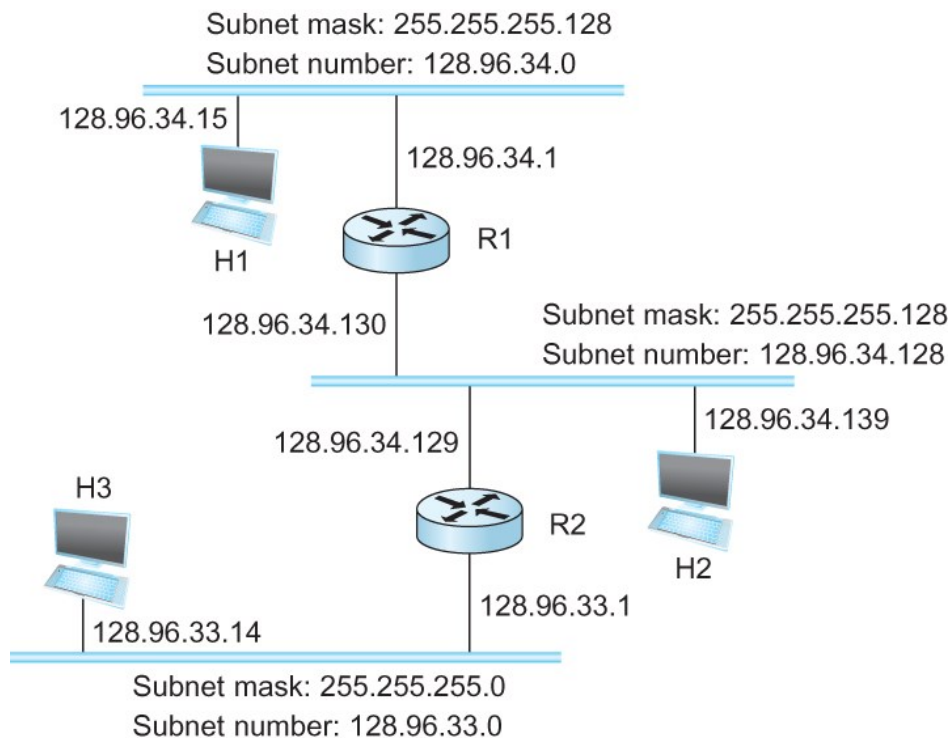 Subnet mask: 255.255.255.128
Subnet number: 128.96.34.0
128.96.34.15
128.96.34.1
H1
R1
128.96.34.130
Subnet mask: 255.255.255.128
Subnet number: 128.96.34.128
128.96.34.139
128.96.34.129
H3
R2
H2
128.96.33.1
128.96.33.14
Subnet mask: 255.255.255.0
Subnet number: 128.96.33.0